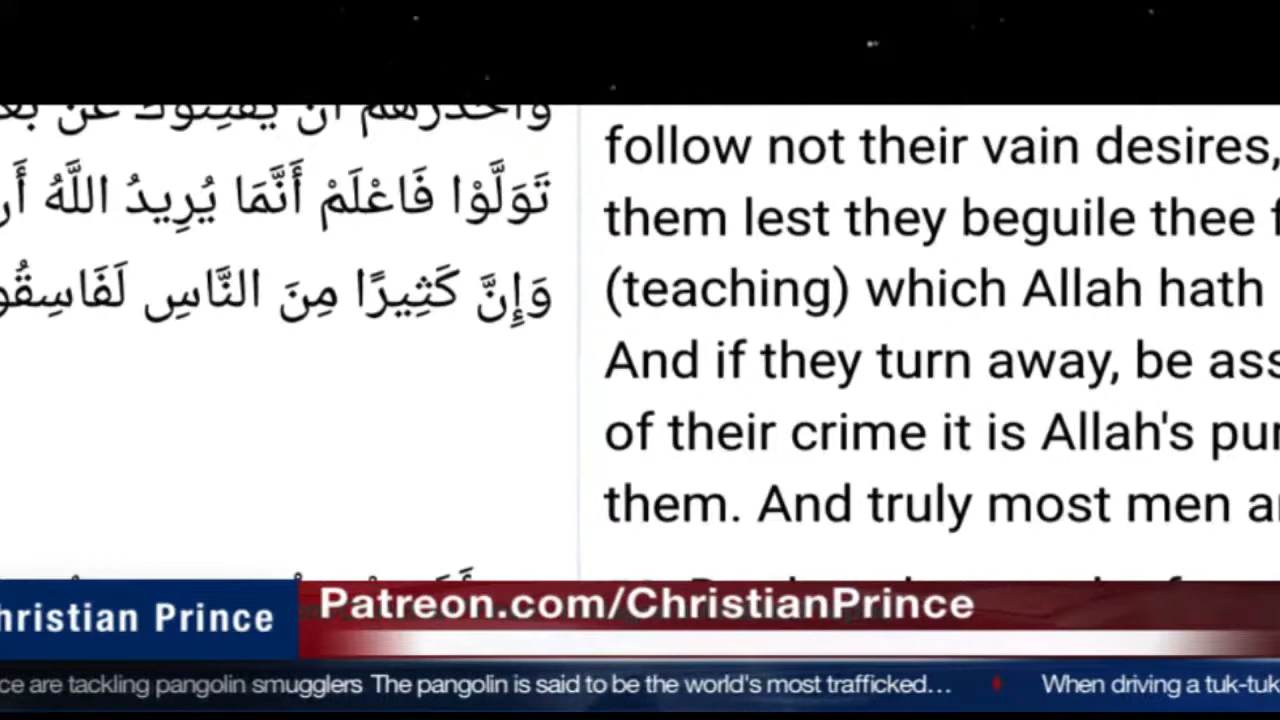 تَوَلَّوْا فَاعْلَمْ أَنَّمَا يُرِيدُ اللَّهُ
وَإِنَّ كَثِيرًا مِنَ النَّاسِ
follow not their vain desires,
them lest they beguile thee
(teaching) which Allah hath
And if they turn away, be ass
of their crime it is Allah's pur
them. And truly most men
hristian Prince
Patreon.com/ChristianPrince
ce are tackling pangolin smugglers The pangolin is said to be the world's most trafficked... When driving a tuk-tuk